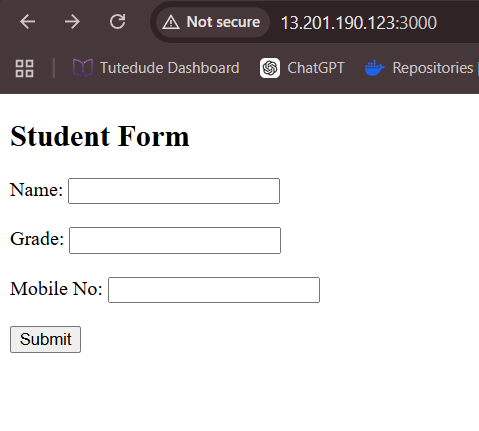 Not secure 13.201.190.123:3000
Tutedude Dashboard ChatGPT Repositories
Student Form
Name:
Grade:
Mobile No:
Submit